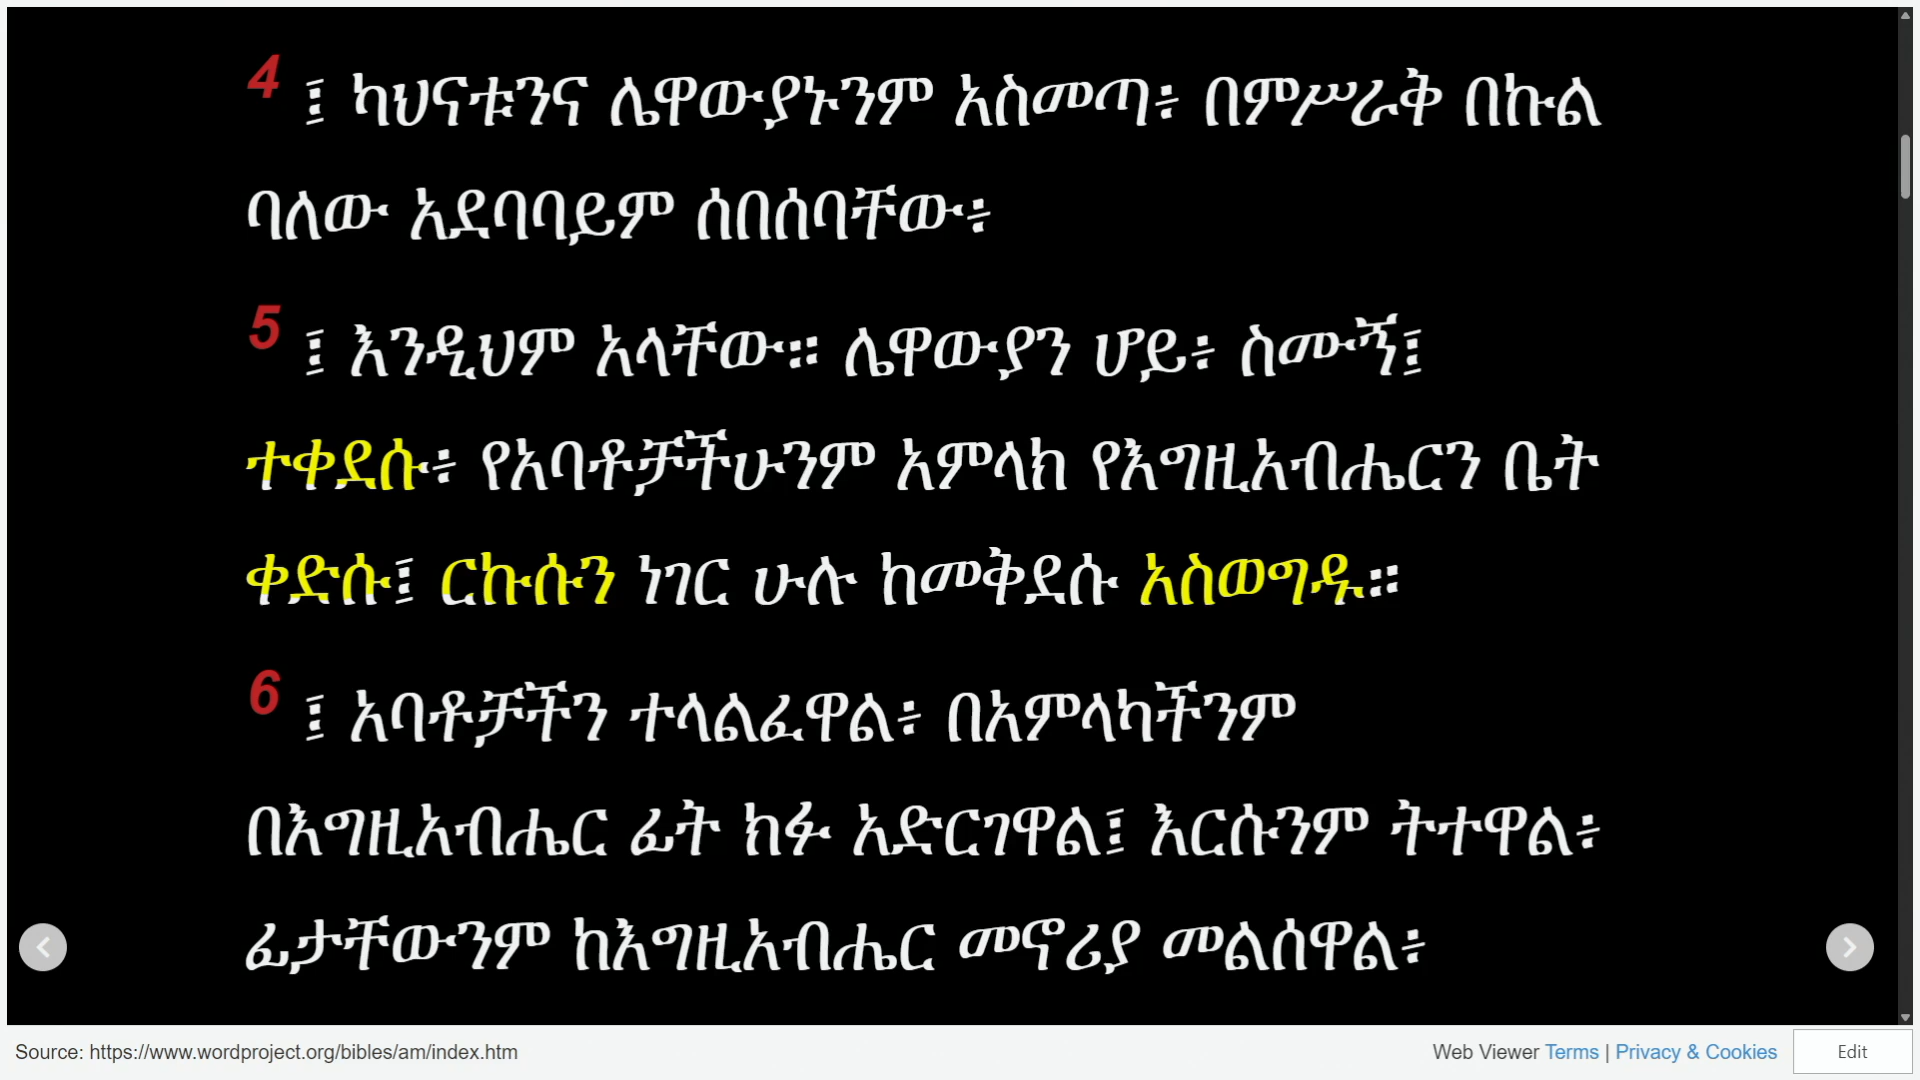 4 ፤ ካህናቱንና ሌዋውያኑንም አስመጣ፥ በምሥራቅ በኩል
ባለው አደባባይም ሰበሰባቸው፥
5 ፤ እንዲህም አላቸው። ሌዋውያን ሆይ፥ ስሙኝ፤
ተቀደሱ፥ የአባቶቻችሁንም አምላክ የእግዚአብሔርን ቤት
ቀድሱ፤ ርኩሱን ነገር ሁሉ ከመቅደሱ አስወግዱ።
6 ፤ አባቶቻችን ተላልፈዋል፥ በአምላካችንም
በእግዚአብሔር ፊት ክፉ አድርገዋል፤ እርሱንም ትተዋል፥
ፊታቸውንም ከእግዚአብሔር መኖሪያ መልሰዋል፥
Source: https://www.wordproject.org/bibles/am/index.htm
Web Viewer Terms | Privacy & Cookies
Edit